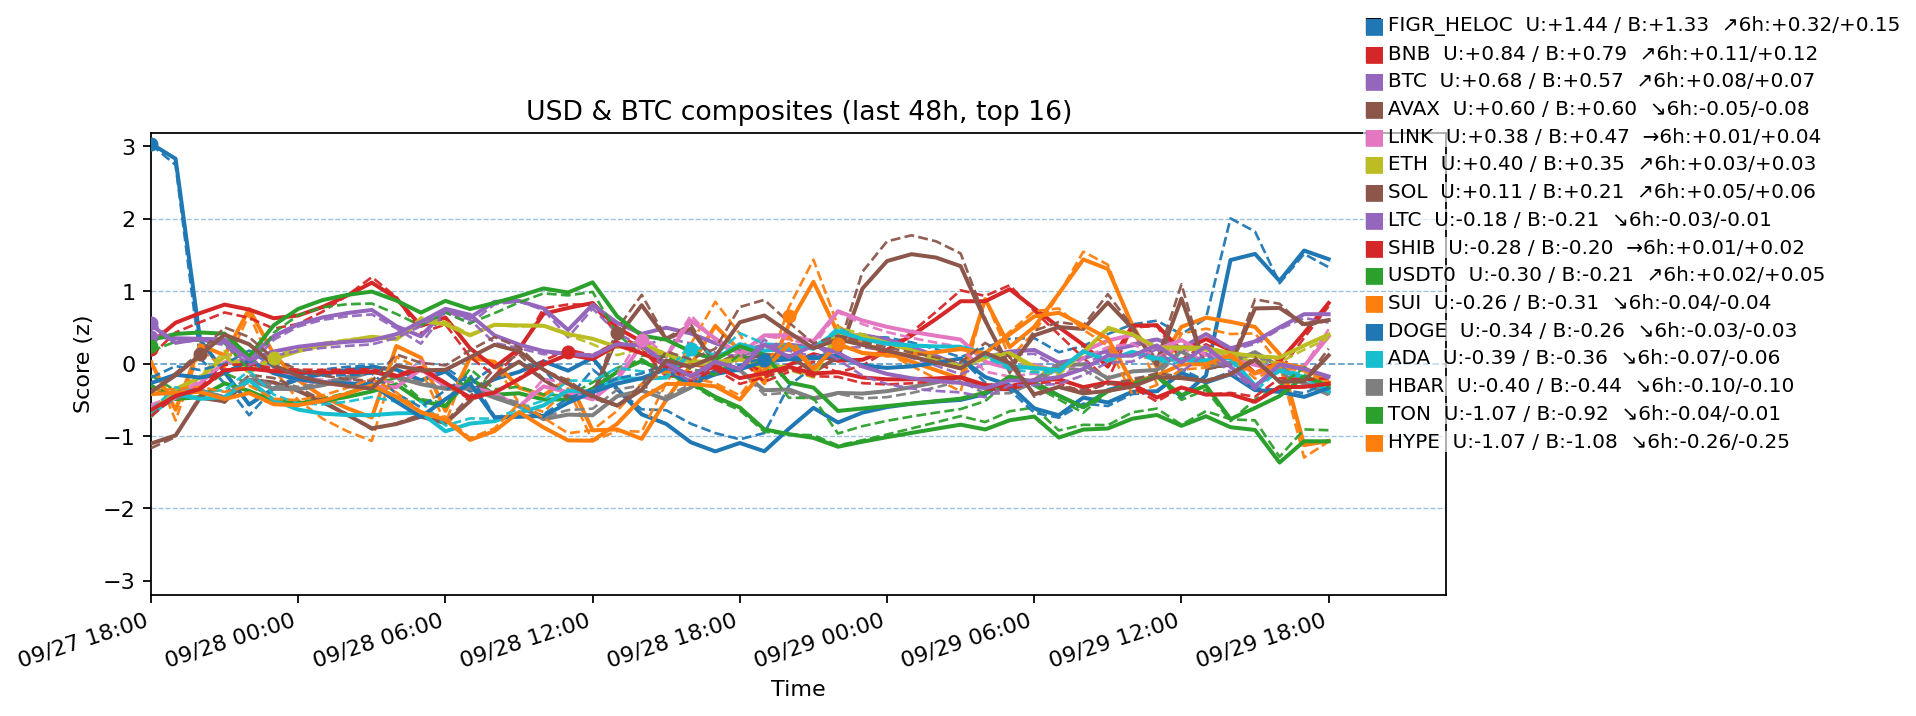 FIGR_HELOC U:+1.44 / B:+1.33 ↗6h:+0.32/+0.15
BNB U:+0.84 / B:+0.79 ↗6h:+0.11/+0.12
BTC U:+0.68 / B:+0.57 ↗6h:+0.08/+0.07
AVAX U:+0.60 / B:+0.60 ↘6h:-0.05/-0.08
LINK U:+0.38 / B:+0.47 →6h:+0.01/+0.04
ETH U:+0.40 / B:+0.35 ↗6h:+0.03/+0.03
SOL U:+0.11 / B:+0.21 ↗6h:+0.05/+0.06
LTC U:-0.18 / B:-0.21 ↘6h:-0.03/-0.01
SHIB U:-0.28 / B:-0.20 →6h:+0.01/+0.02
USDT0 U:-0.30 / B:-0.21 ↗6h:+0.02/+0.05
SUI U:-0.26 / B:-0.31 ↘6h:-0.04/-0.04
DOGE U:-0.34 / B:-0.26 ↘6h:-0.03/-0.03
ADA U:-0.39 / B:-0.36 ↘6h:-0.07/-0.06
HBAR U:-0.40 / B:-0.44 ↘6h:-0.10/-0.10
TON U:-1.07 / B:-0.92 ↘6h:-0.04/-0.01
HYPE U:-1.07 / B:-1.08 ↘6h:-0.26/-0.25
USD & BTC composites (last 48h, top 16)
Score (z)
3
2
1
0
−1
−2
−3
09/27 18:00
09/28 00:00
09/28 06:00
09/28 12:00
09/28 18:00
09/29 00:00
09/29 06:00
09/29 12:00
09/29 18:00
Time